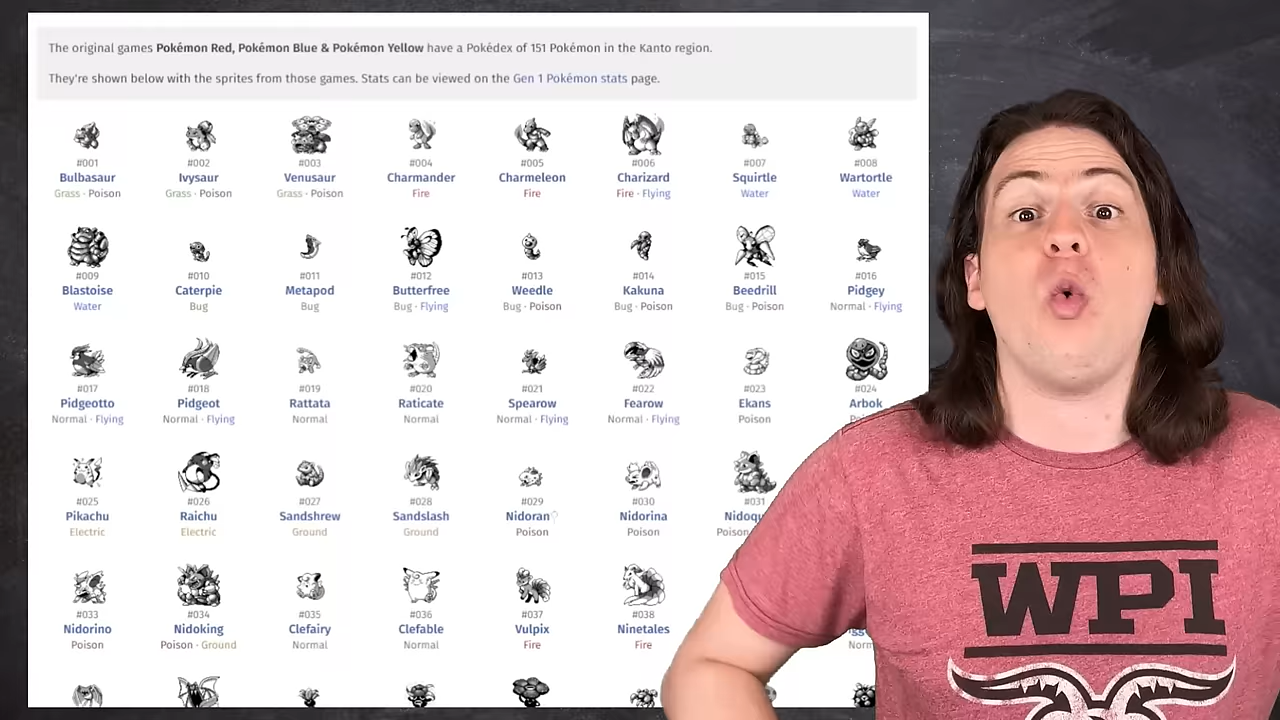 The original games Pokémon Red, Pokémon Blue & Pokémon Yellow have a Pokédex of 151 Pokémon in the Kanto region.
They're shown below with the sprites from those games. Stats can be viewed on the Gen 1 Pokémon stats page.
#001 #002 #003 #004 #005 #006 #007 #008
Bulbasaur Ivysaur Venusaur Charmander Charmeleon Charizard Squirtle Wartortle
Grass · Poison Grass · Poison Grass · Poison Fire Fire Fire · Flying Water Water
#009 #010 #011 #012 #013 #014 #015 #016
Blastoise Caterpie Metapod Butterfree Weedle Kakuna Beedrill Pidgey
Water Bug Bug Bug · Flying Bug · Poison Bug · Poison Bug · Poison Normal · Flying
#017 #018 #019 #020 #021 #022 #023 #024
Pidgeotto Pidgeot Rattata Raticate Spearow Fearow Ekans Arbok
Normal · Flying Normal · Flying Normal Normal Normal · Flying Normal · Flying Poison
#025 #026 #027 #028 #029 #030 #031
Pikachu Raichu Sandshrew Sandslash Nidoran♀ Nidorina Nidoqu
Electric Electric Ground Ground Poison Poison Poison
#033 #034 #035 #036 #037 #038
Nidorino Nidoking Clefairy Clefable Vulpix Ninetales
Poison Poison · Ground Normal Normal Fire Fire
WPI